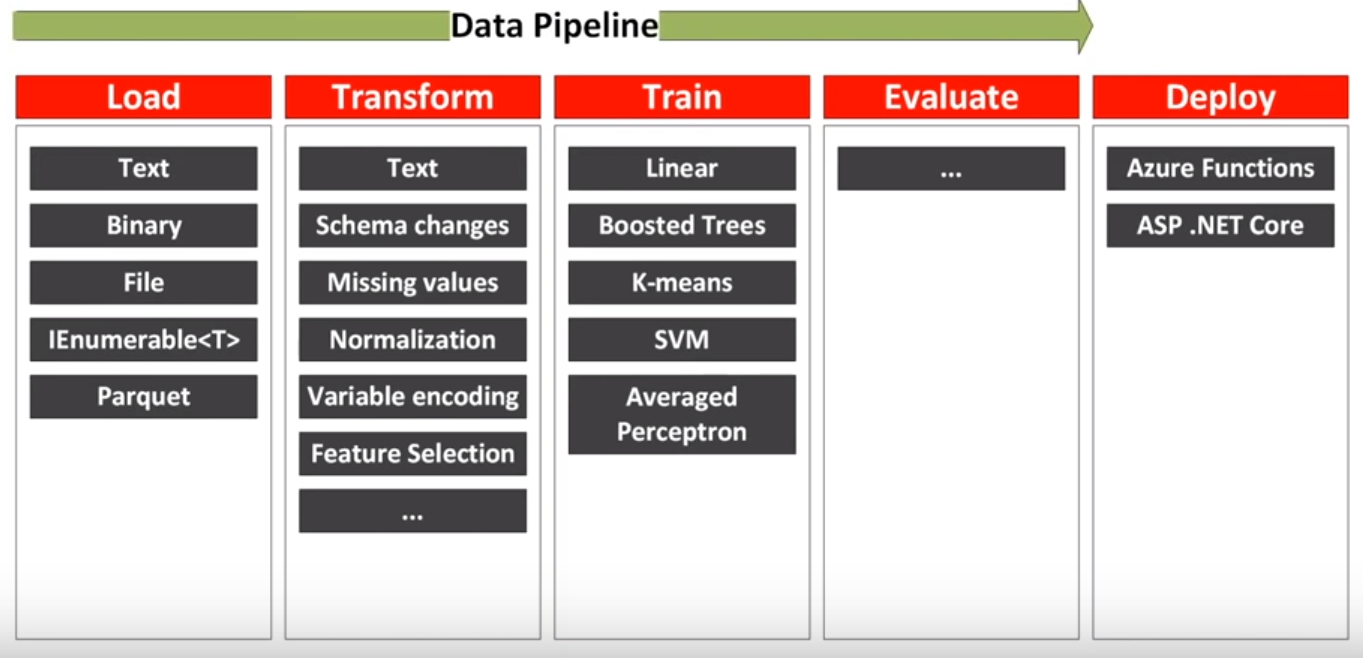 Data Pipeline
Load
Text
Binary
File
IEnumerable<T>
Parquet
Transform
Text
Schema changes
Missing values
Normalization
Variable encoding
Feature Selection
...
Train
Linear
Boosted Trees
K-means
SVM
Averaged
Perceptron
Evaluate
...
Deploy
Azure Functions
ASP .NET Core